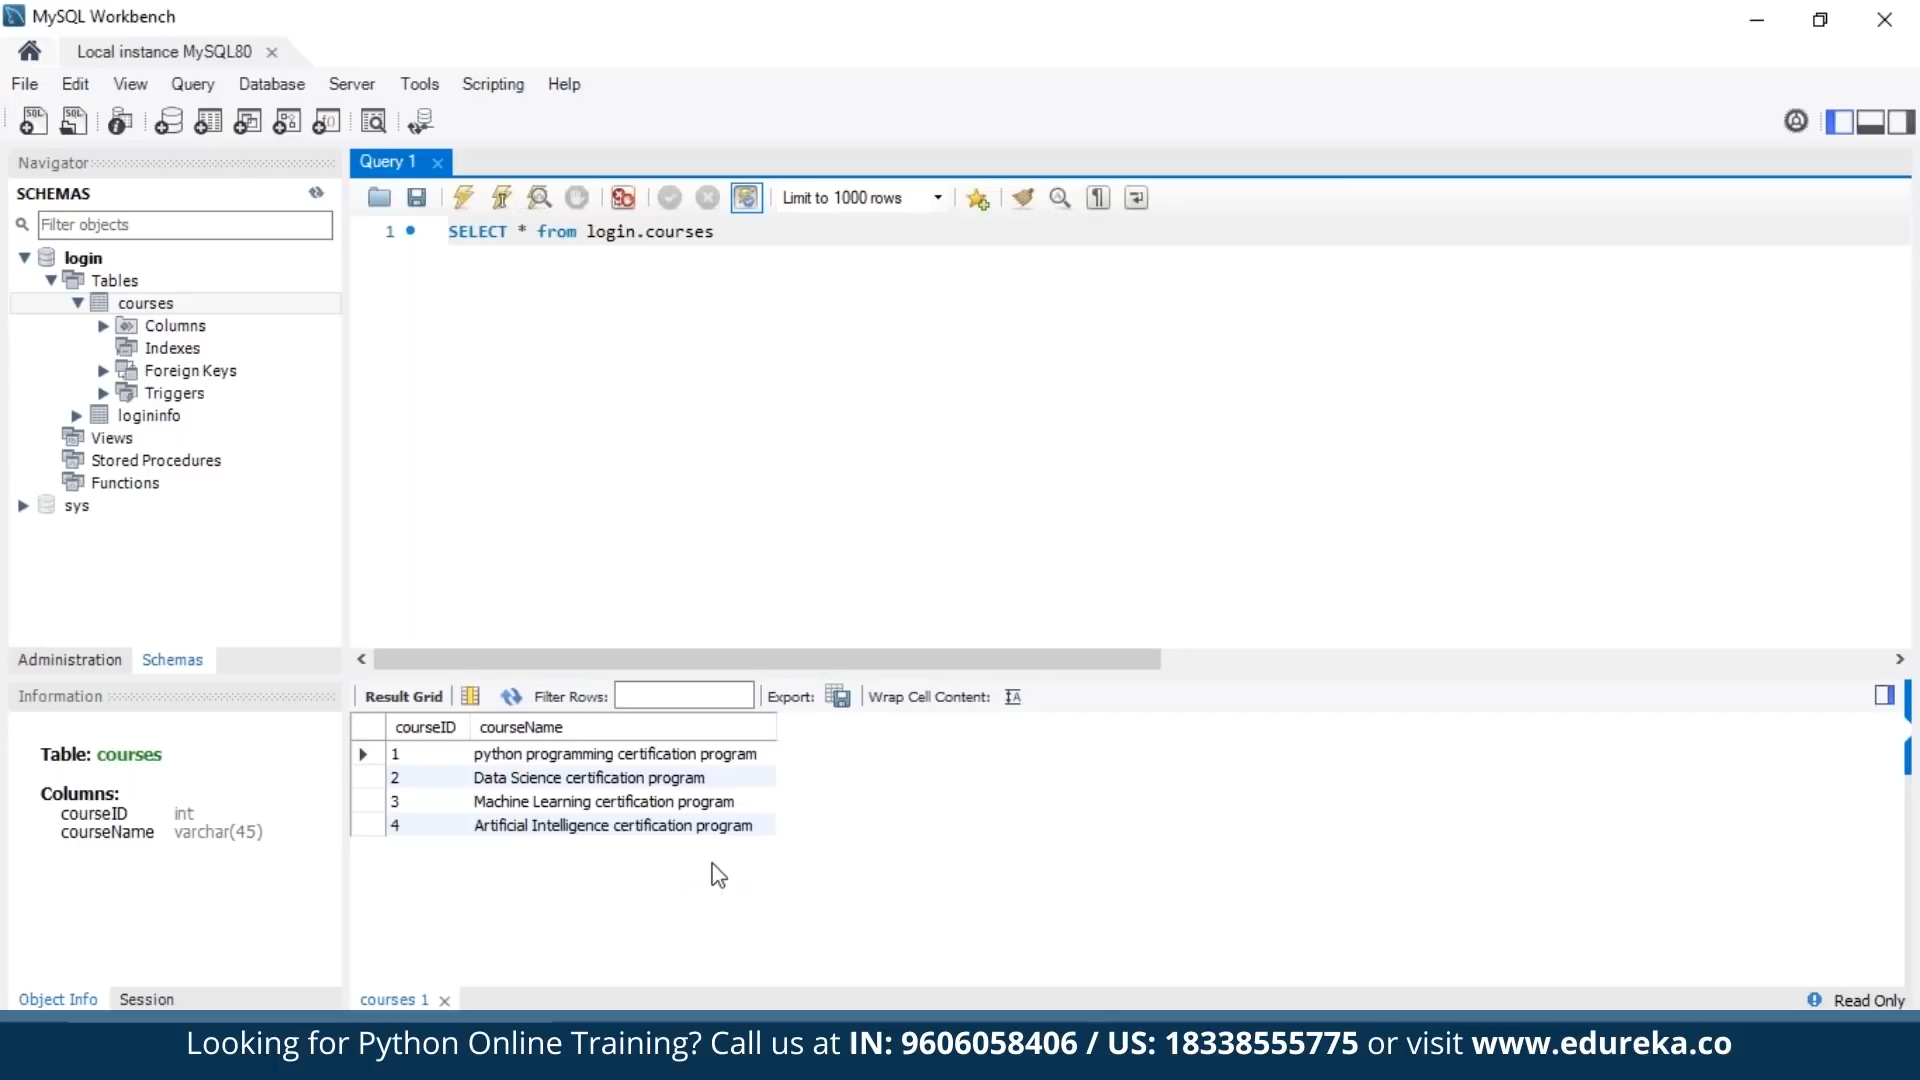 MySQL Workbench
Local instance MySQL80
File Edit View Query Database Server Tools Scripting Help
Navigator
SCHEMAS
Filter objects
login
Tables
courses
Columns
Indexes
Foreign Keys
Triggers
logininfo
Views
Stored Procedures
Functions
sys
Administration Schemas
Information
Table: courses
Columns:
courseID int
courseName varchar(45)
Object Info Session
Query 1
Limit to 1000 rows
1 SELECT * from login.courses
Result Grid Filter Rows: Export: Wrap Cell Content:
courseID courseName
1 python programming certification program
2 Data Science certification program
3 Machine Learning certification program
4 Artificial Intelligence certification program
courses 1
Read Only
Looking for Python Online Training? Call us at IN: 9606058406 / US: 18338555775 or visit www.edureka.co